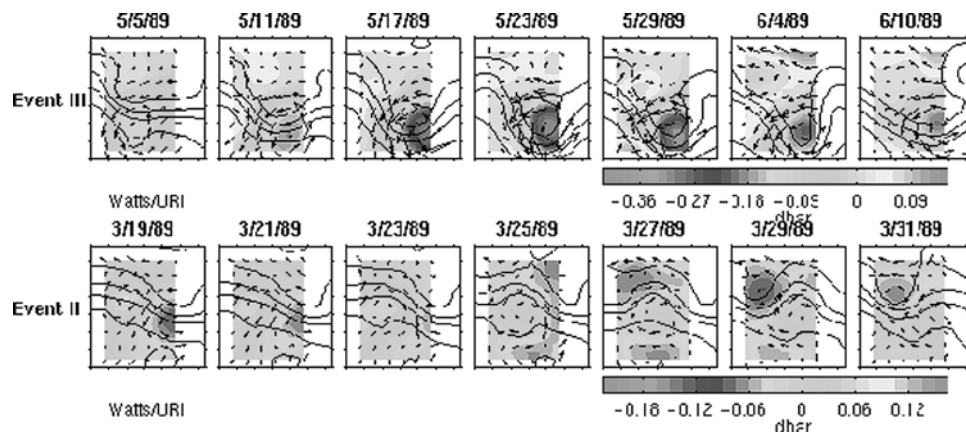 5/5/89 5/11/89 5/17/89 5/23/89 5/29/89 6/4/89 6/10/89
Event III
Watts/URI
-0.36 -0.27 -0.18 -0.09 0 0.09
dbar
3/19/89 3/21/89 3/23/89 3/25/89 3/27/89 3/29/89 3/31/89
Event II
Watts/URI
-0.18 -0.12 -0.06 0 0.06 0.12
dbar